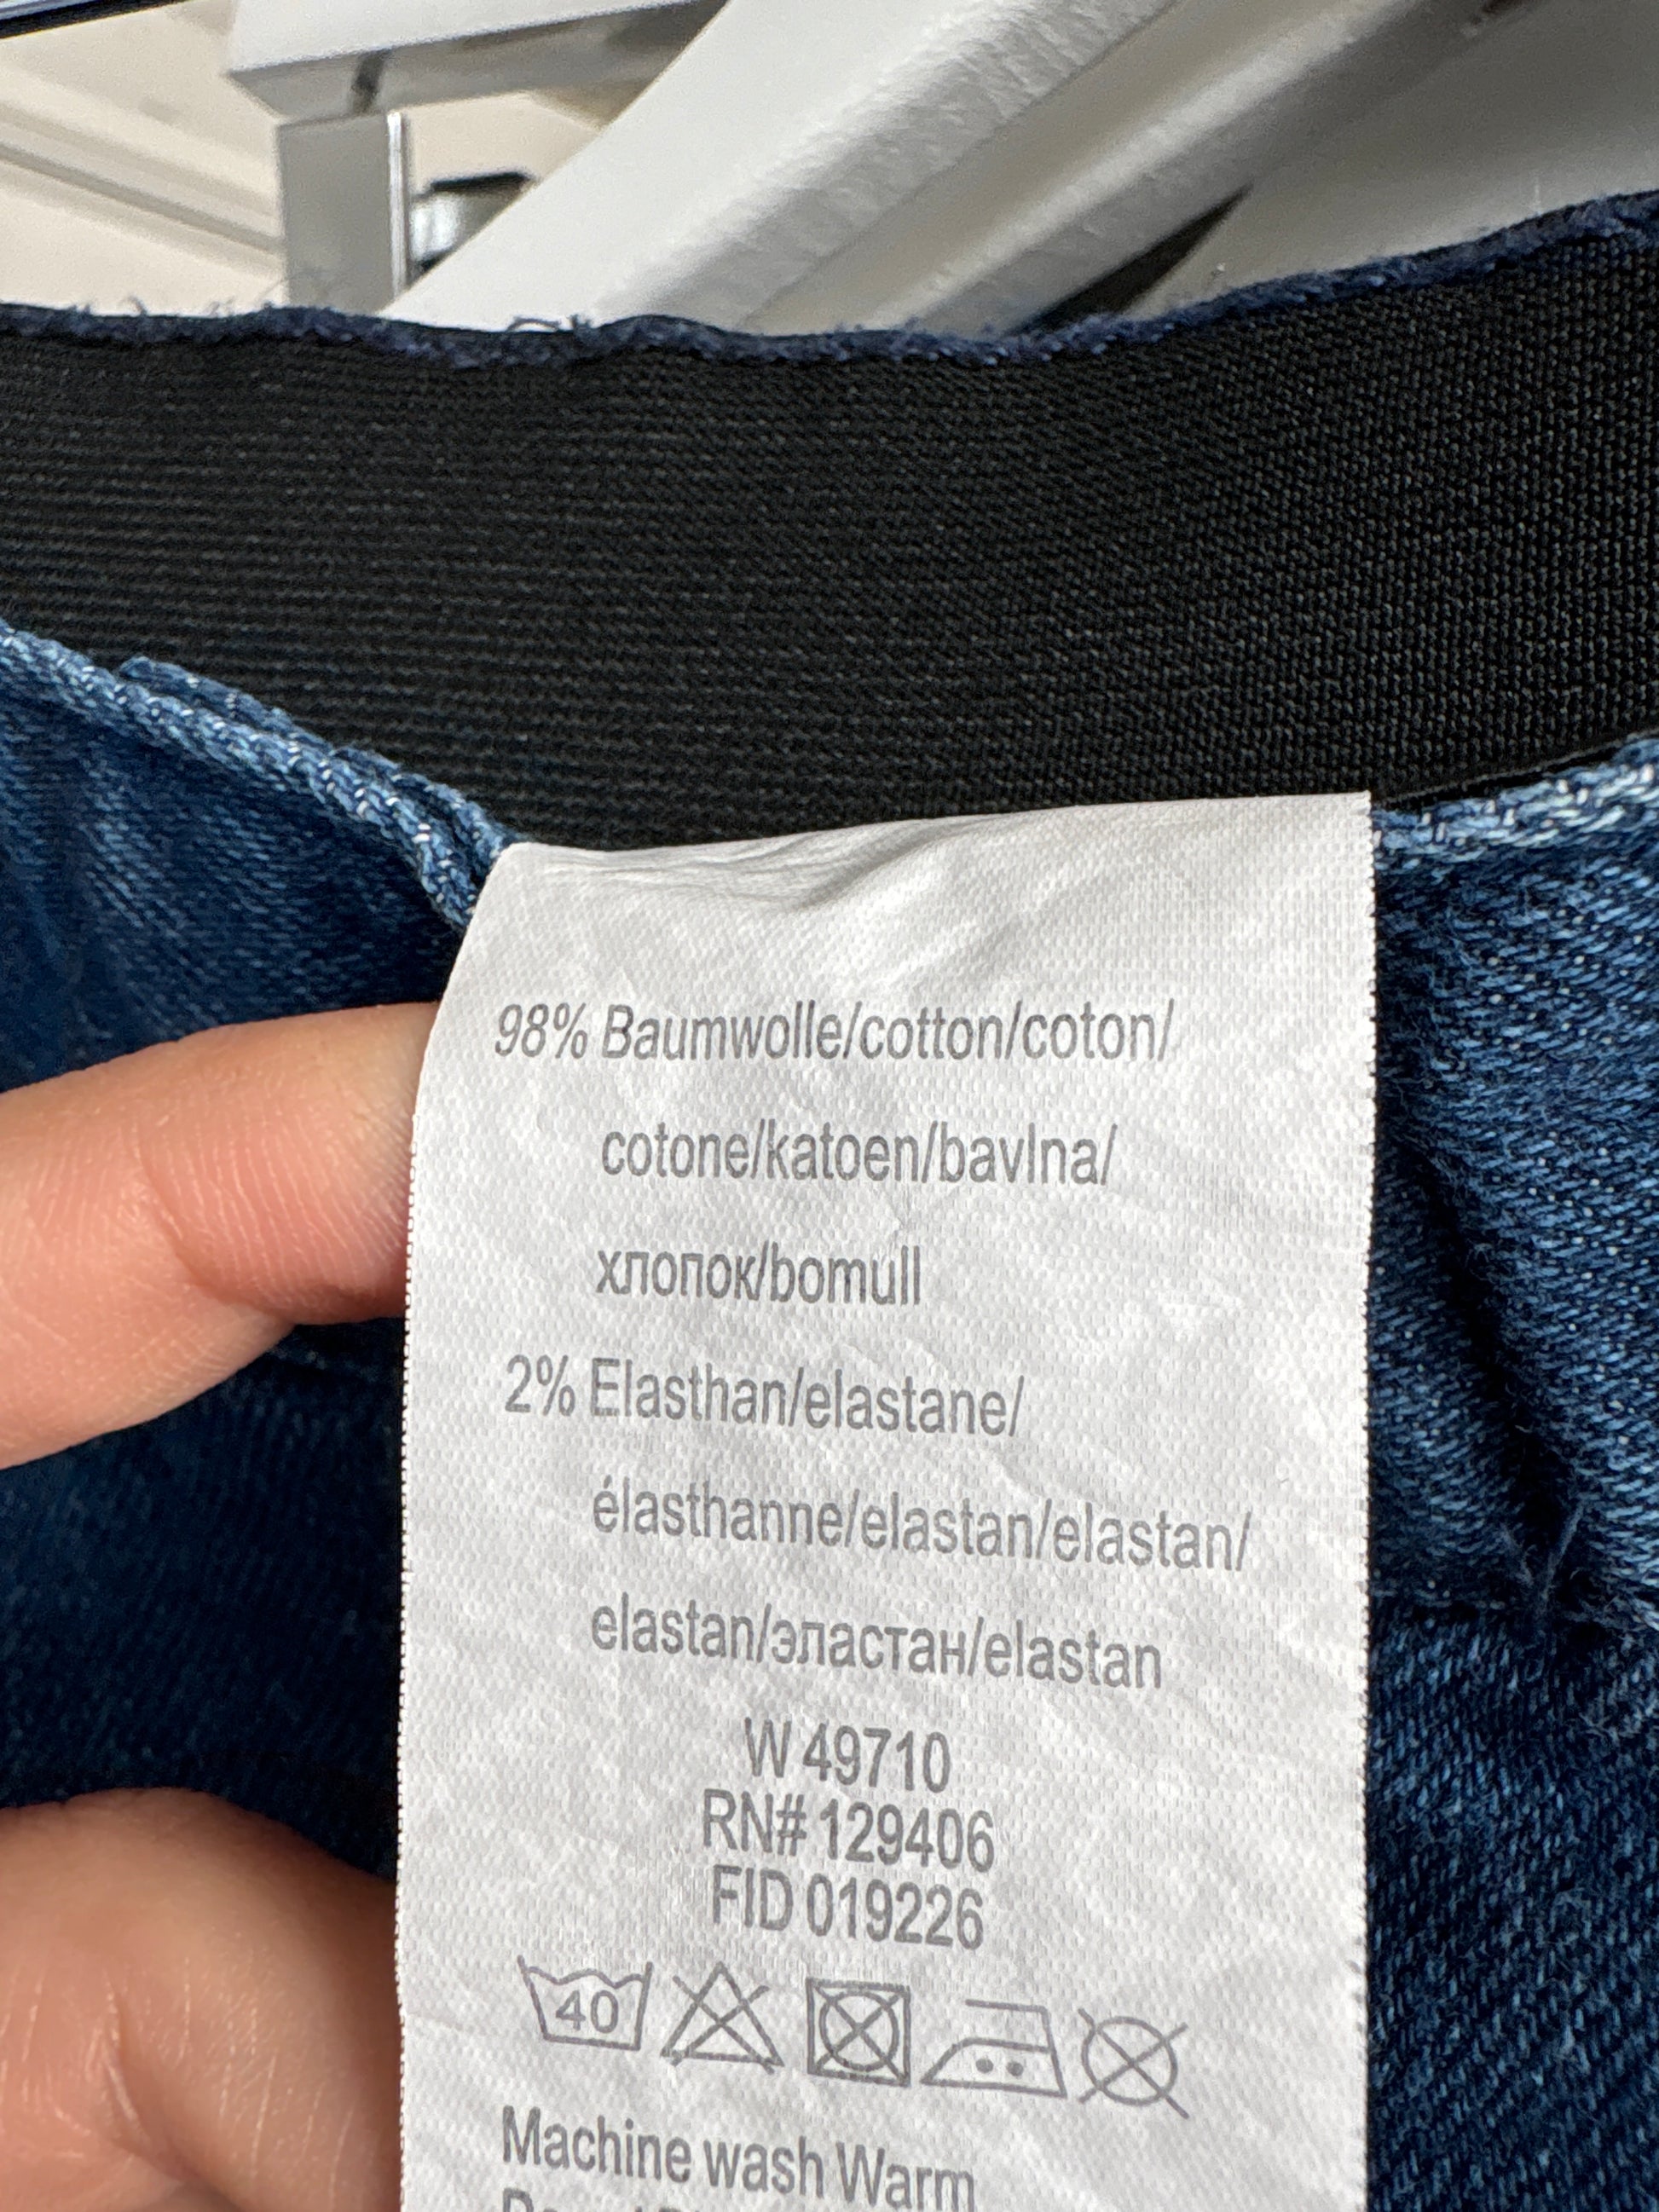 98% Baumwolle/cotton/coton/
cotone/katoen/bavlna/
хлопок/bomull
2% Elasthan/elastane/
élasthanne/elastan/elastan/
elastan/эластан/elastan
W 49710
RN# 129406
FID 019226
40
Machine wash Warm